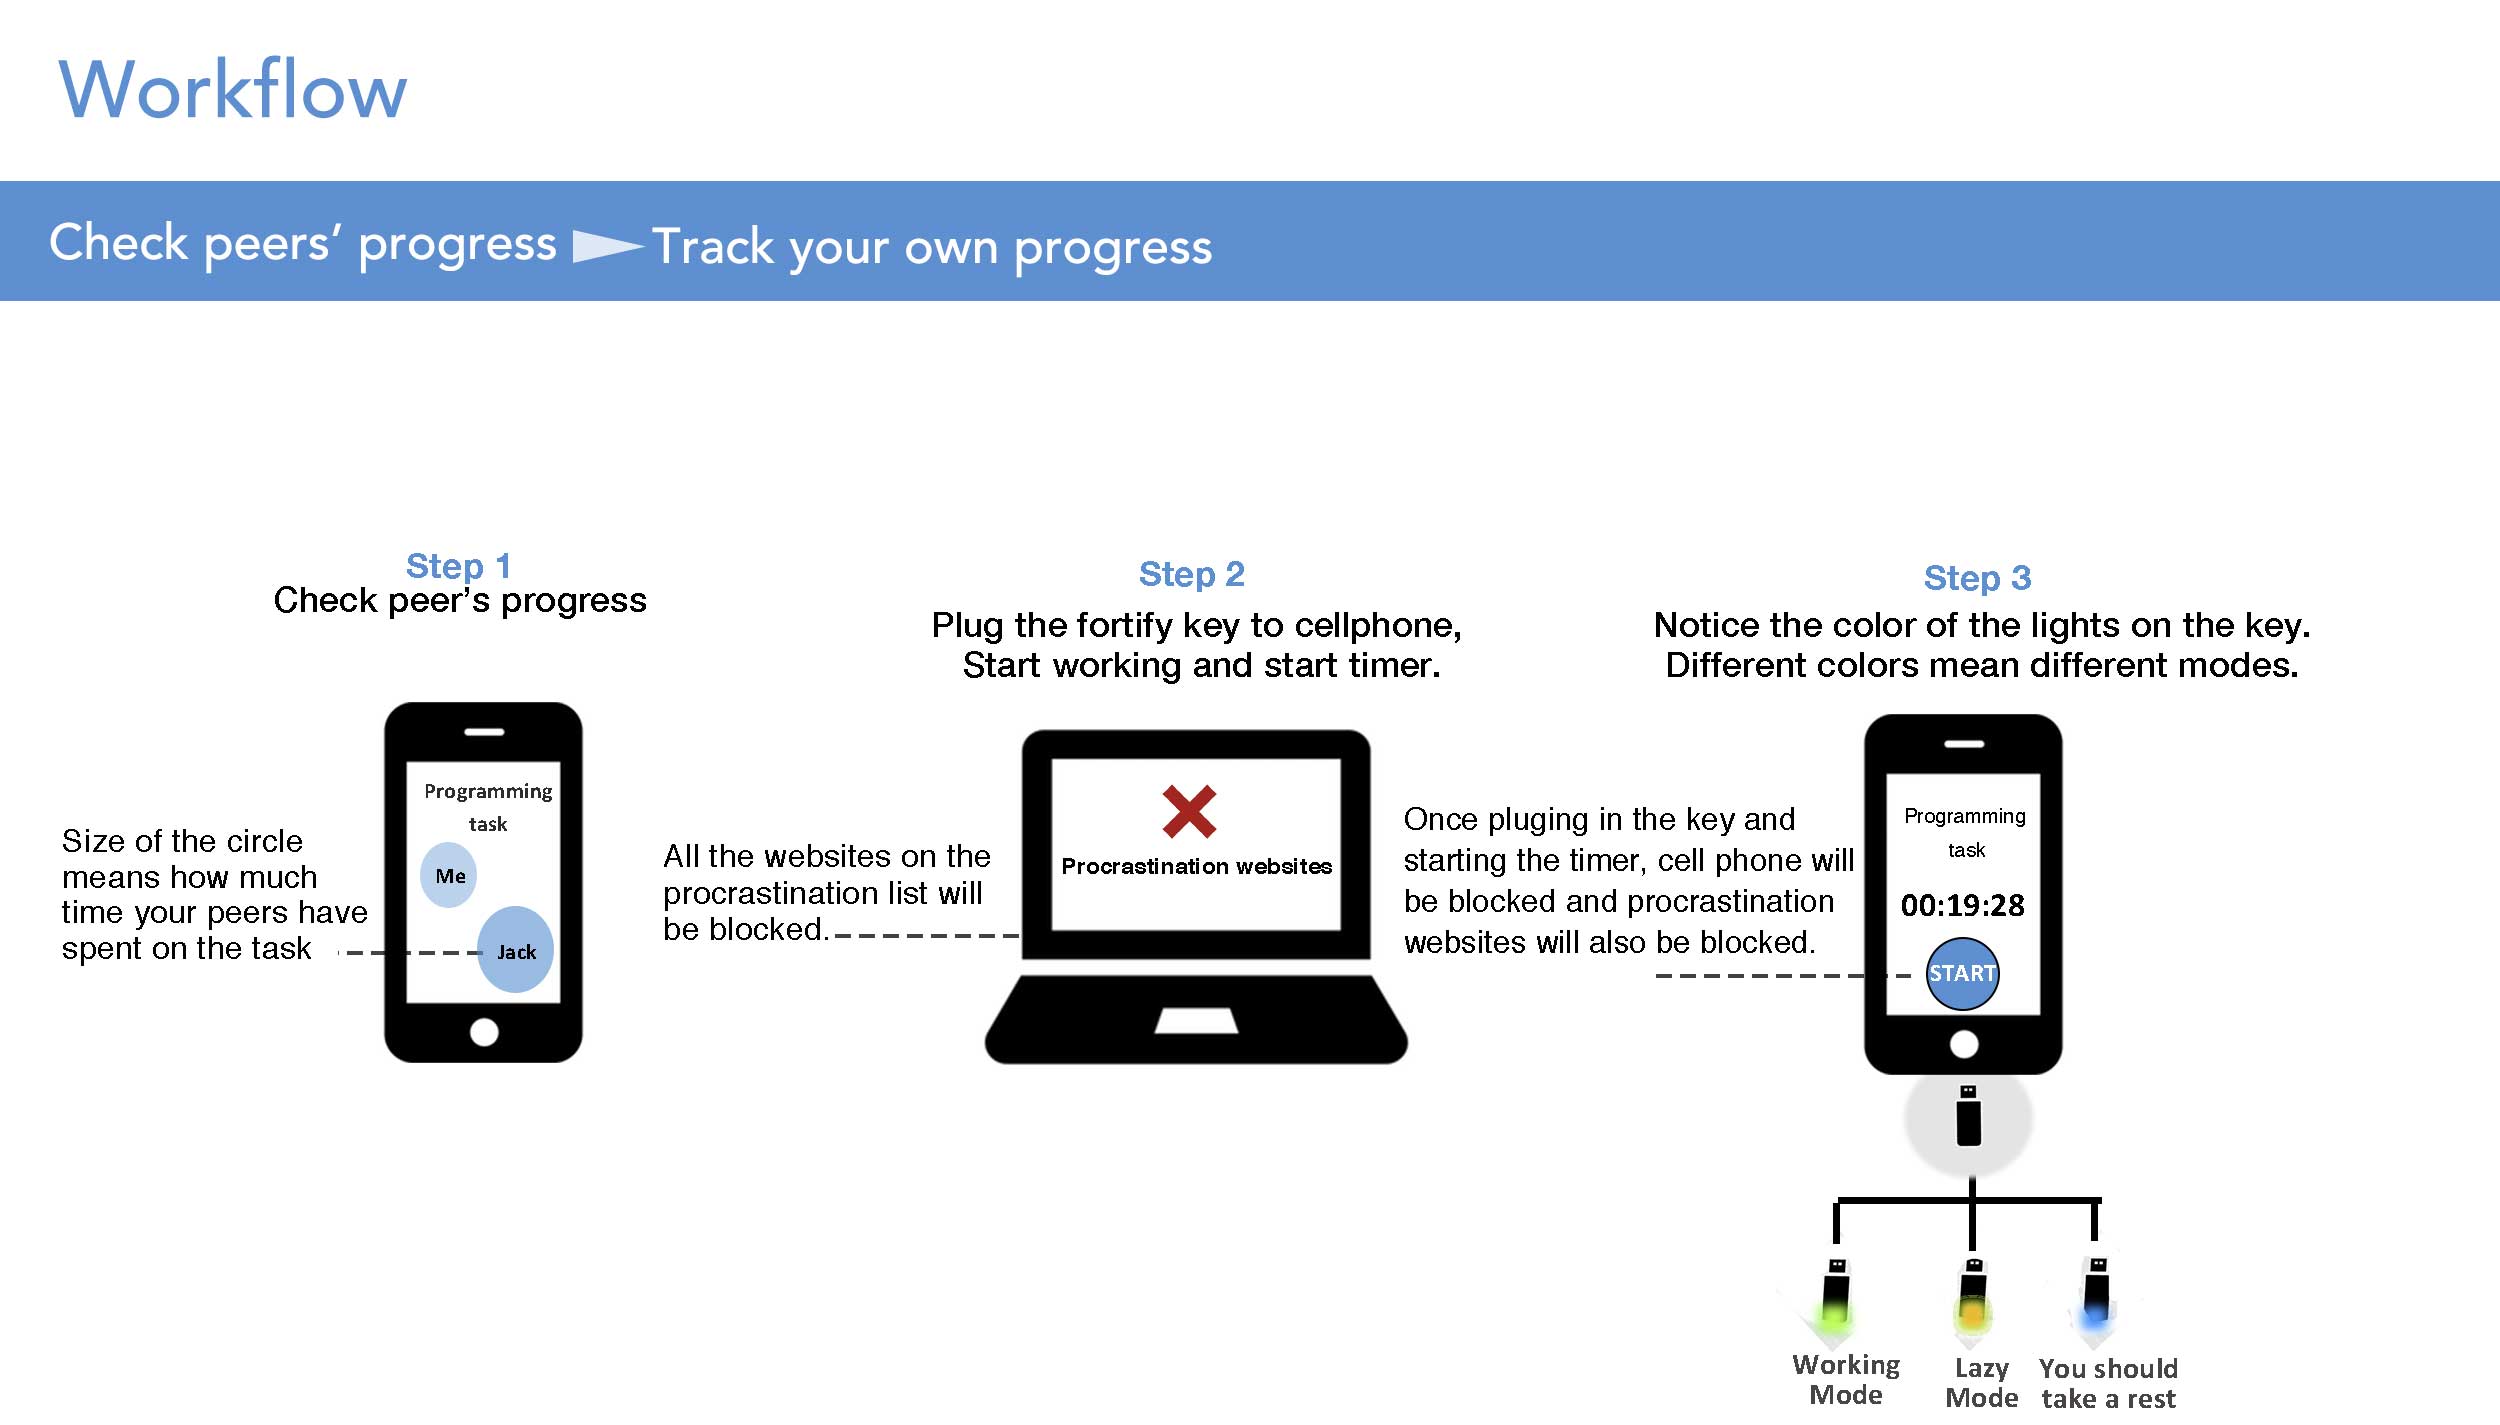 Workflow
Check peers’ progress Track your own progress
Step 1
Check peer’s progress
Size of the circle
means how much
time your peers have
spent on the task
Programming
task
Me
Jack
Step 2
Plug the fortify key to cellphone,
Start working and start timer.
All the websites on the
procrastination list will
be blocked.
Procrastination websites
Step 3
Notice the color of the lights on the key.
Different colors mean different modes.
Once pluging in the key and
starting the timer, cell phone will
be blocked and procrastination
websites will also be blocked.
Programming
task
00:19:28
START
Working
Mode
Lazy
Mode
You should
take a rest